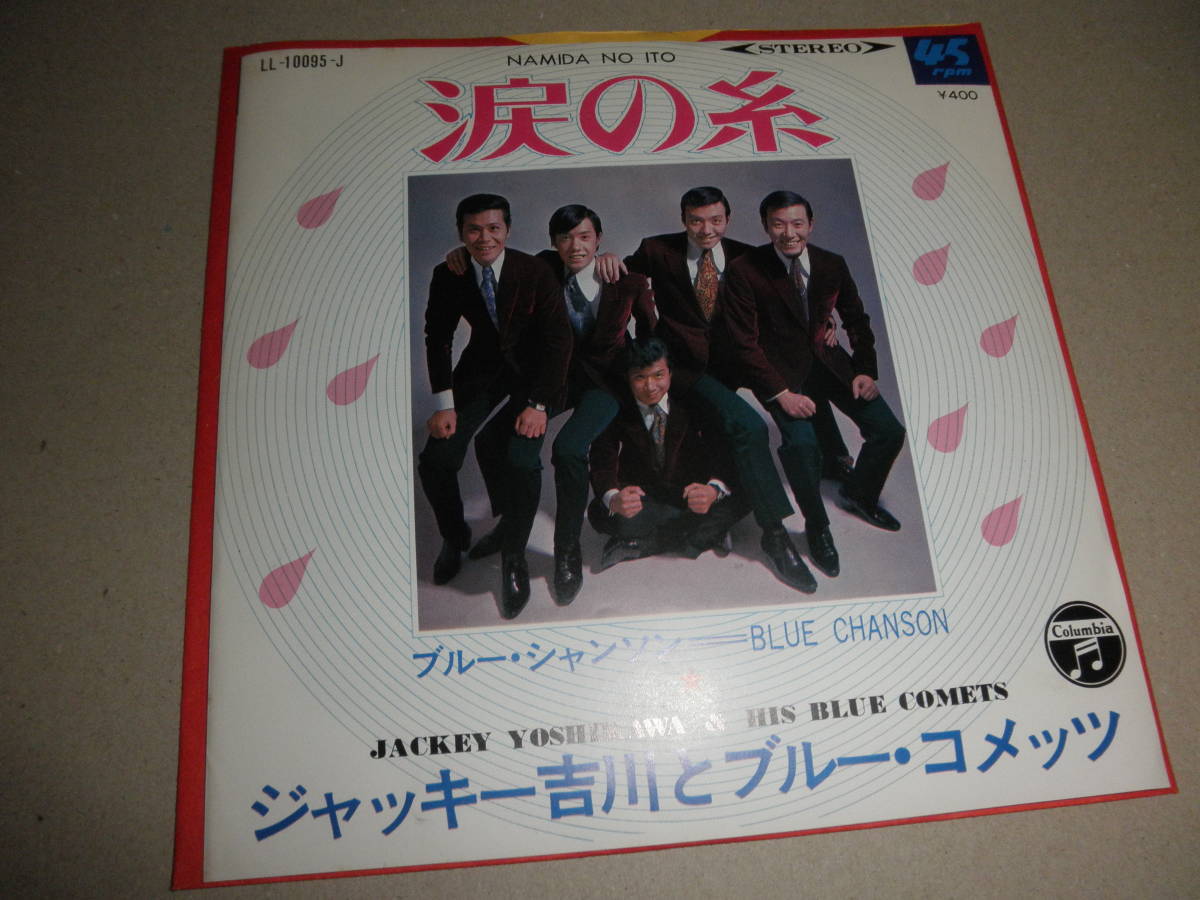 LL-10095-J
NAMIDA NO ITO
STEREO
45 rpm
¥400
涙の糸
ブルー・シャンソン=BLUE CHANSON
Columbia
JACKEY YOSHIKAWA & HIS BLUE COMETS
ジャッキー吉川とブルー・コメッツ